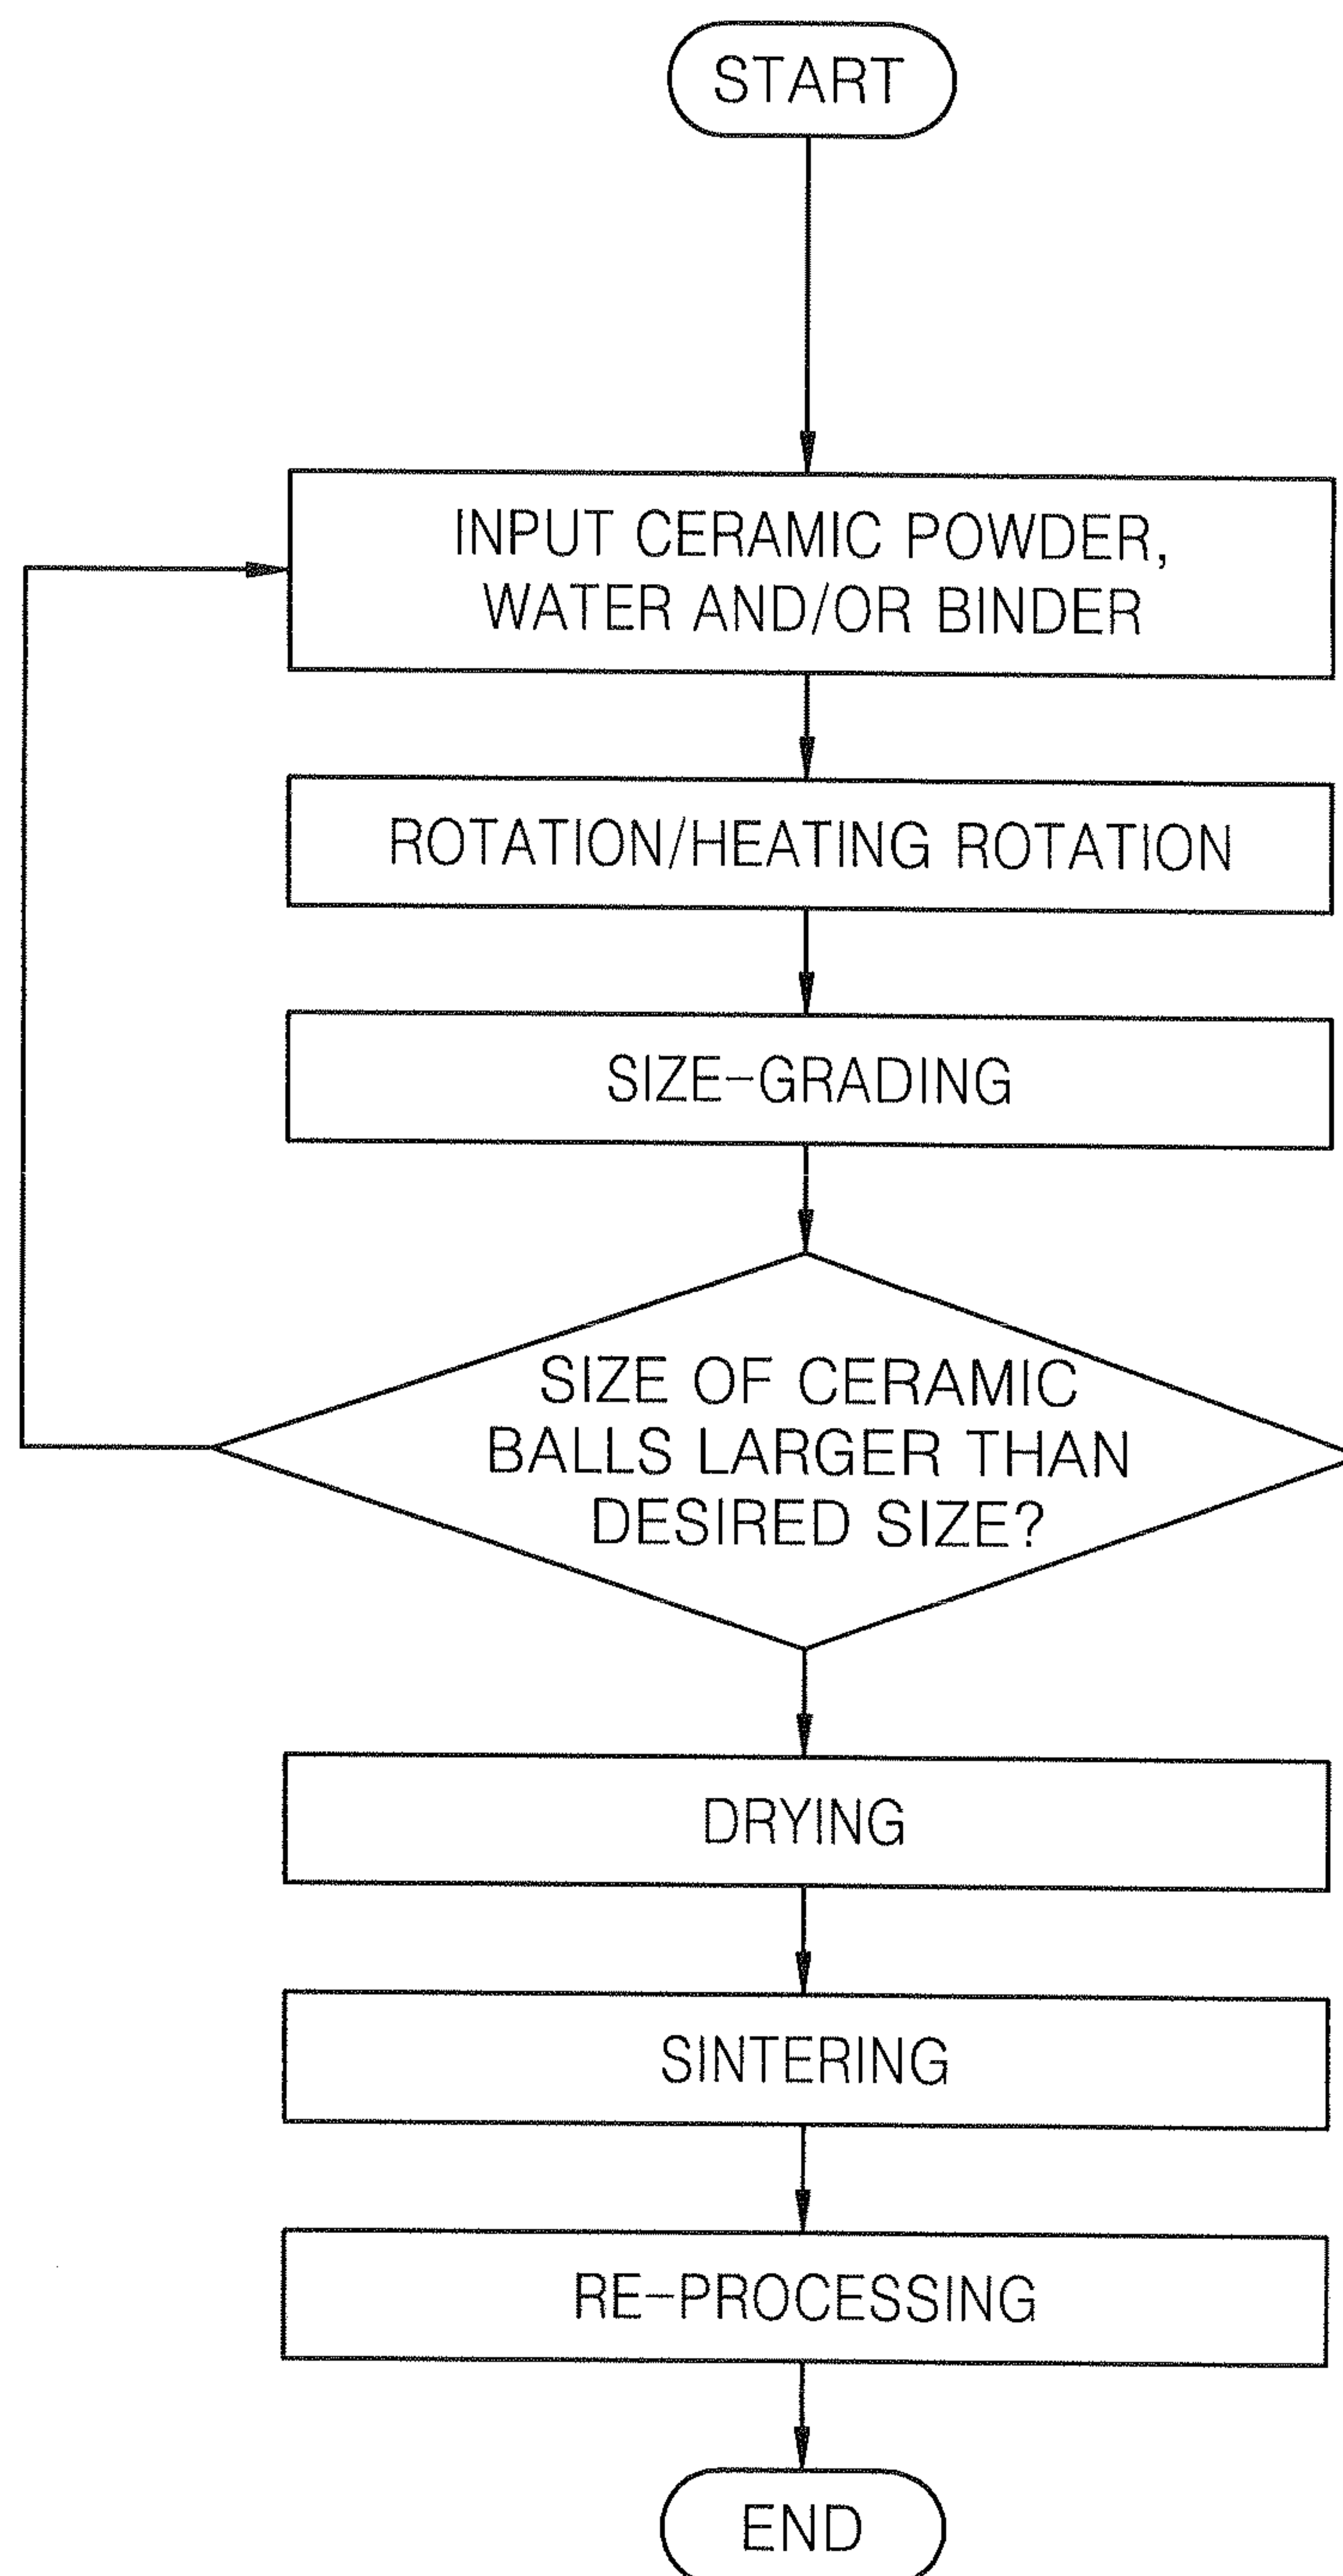 START
INPUT CERAMIC POWDER,
WATER AND/OR BINDER
ROTATION/HEATING ROTATION
SIZE-GRADING
SIZE OF CERAMIC
BALLS LARGER THAN
DESIRED SIZE?
DRYING
SINTERING
RE-PROCESSING
END